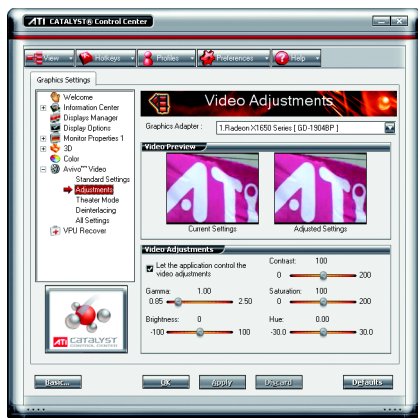 ATI CATALYST® Control Center
View
Hotkeys
Profiles
Preferences
Help
Graphics Settings
Welcome
Information Center
Displays Manager
Display Options
Monitor Properties 1
3D
Color
Avivo™ Video
Standard Settings
Adjustments
Theater Mode
Deinterlacing
All Settings
VPU Recover
ATI CATALYST
CONTROL CENTER
Video Adjustments
Graphics Adapter :
1.Radeon X1650 Series [ GD-1904BP ]
Video Preview
ATI
ATI
Current Settings
Adjusted Settings
Video Adjustments
Let the application control the
video adjustments
Contrast: 100
0 200
Gamma: 1.00
0.85 2.50
Saturation: 100
0 200
Brightness: 0
-100 100
Hue: 0.00
-30.0 30.0
Basic...
OK
Apply
Discard
Defaults